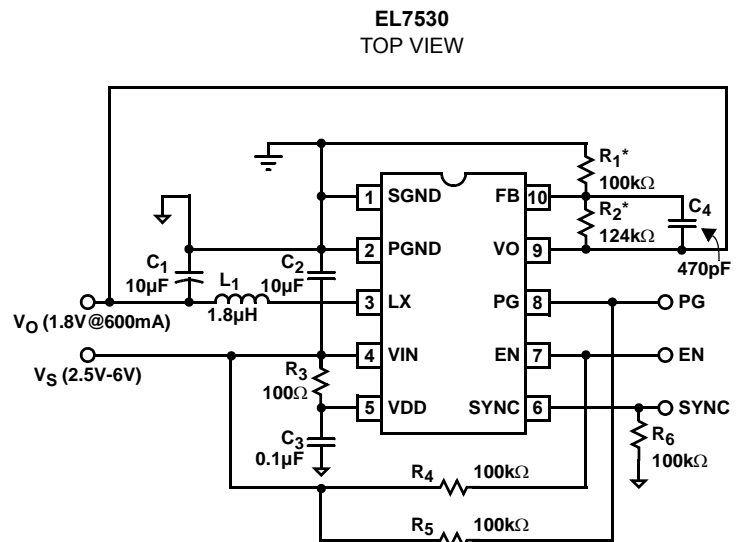 EL7530
TOP VIEW
R1*
100kΩ
R2*
124kΩ
C4
470pF
1 SGND
FB 10
2 PGND
VO 9
C1
10µF
C2
10µF
L1
1.8µH
3 LX
PG 8
PG
VO (1.8V@600mA)
4 VIN
EN 7
EN
VS (2.5V-6V)
R3
100Ω
5 VDD
SYNC 6
SYNC
C3
0.1µF
R6
100kΩ
R4 100kΩ
R5 100kΩ